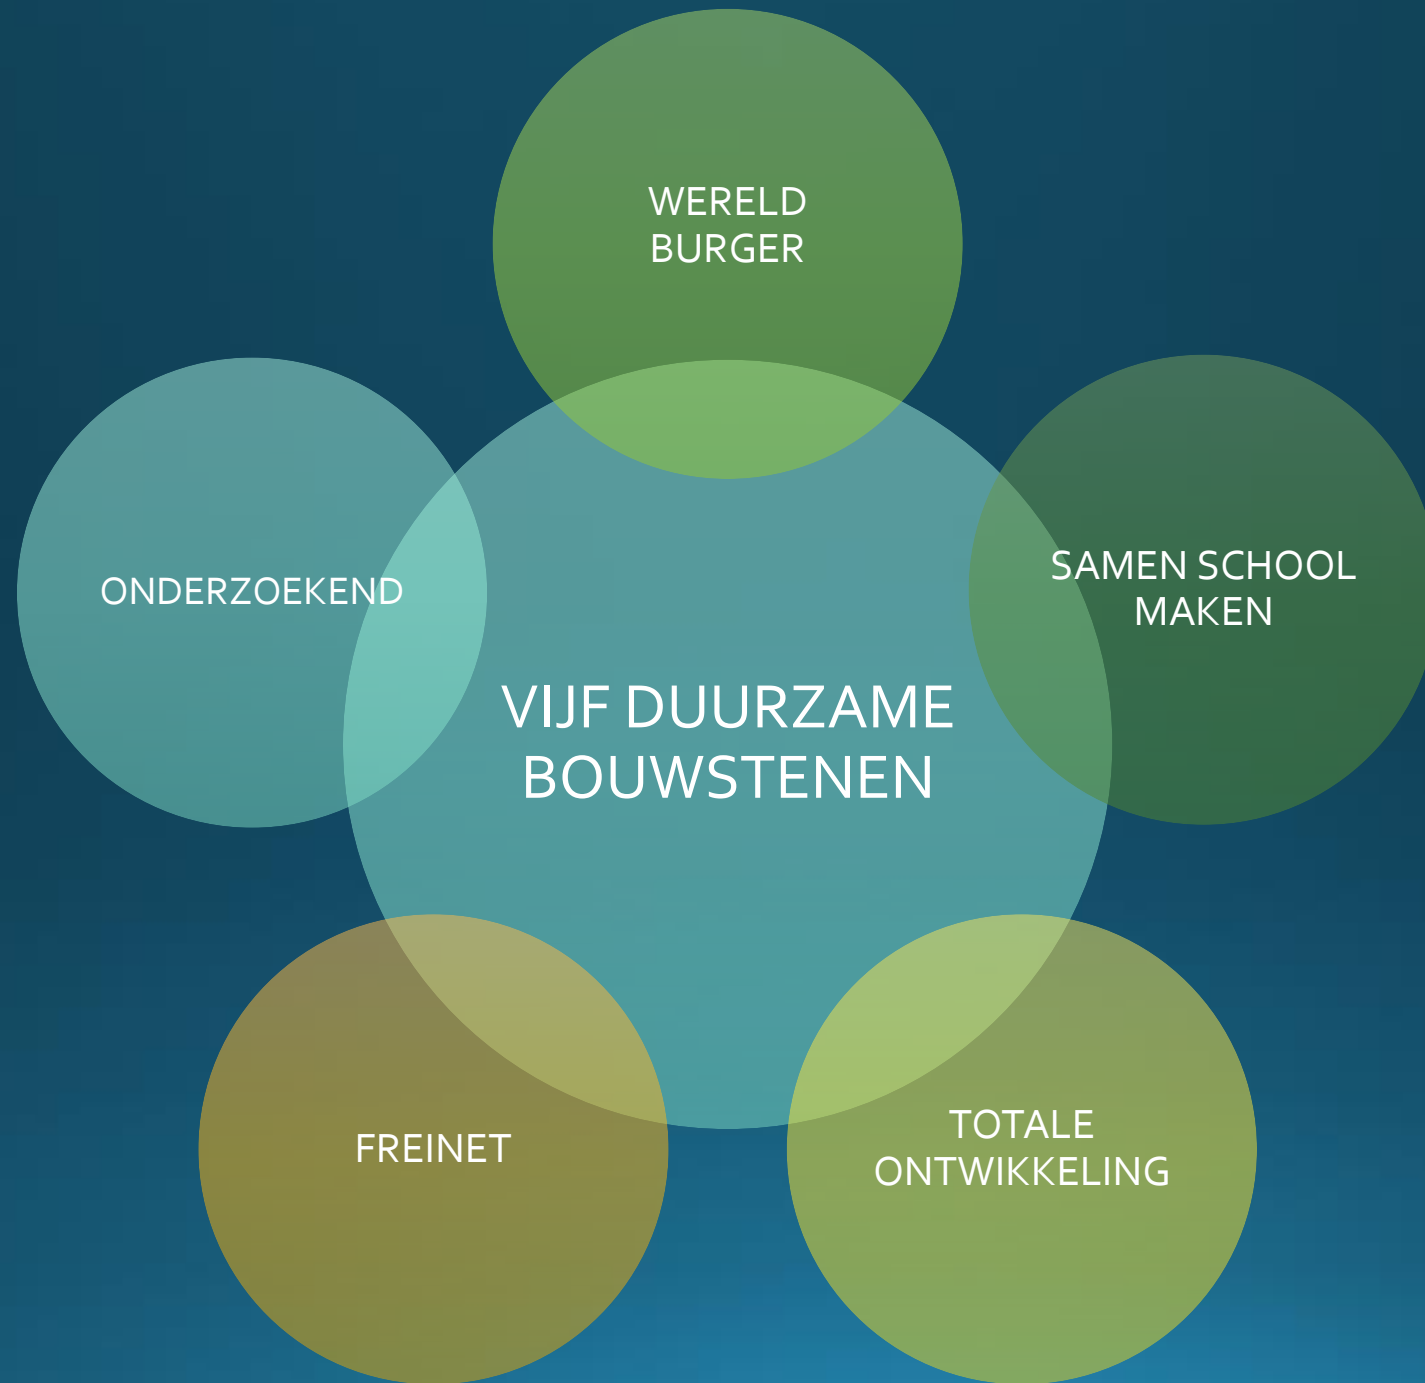 WERELD
BURGER
SAMEN SCHOOL
MAKEN
ONDERZOEKEND
VIJF DUURZAME
BOUWSTENEN
TOTALE
ONTWIKKELING
FREINET